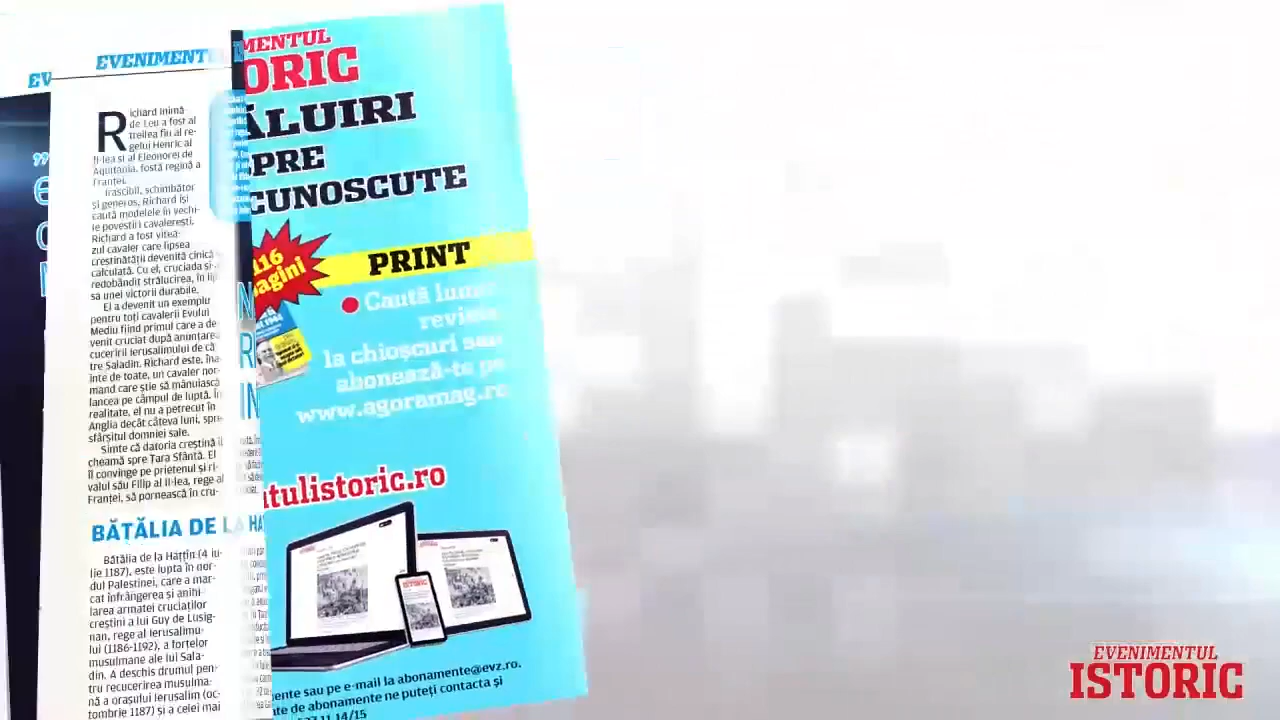 EVENIMENTU
EV
Richard Inimă
de Leu a fost al
treilea fiu al re-
gelui Henric al
II-lea și al Eleonorei de
Aquitania, fostă regină a
Franței.
Irascibil, schimbător
și generos, Richard își
caută modelele în vechi-
le povestiri cavalerești.
Richard a fost vitea-
zul cavaler care lipsea
creștinătății devenită cinică
calculată. Cu el, cruciada și-a
redobândit strălucirea, în lip
sa unei victorii durabile.
El a devenit un exemplu
pentru toți cavalerii Evului
Mediu fiind primul care a de
venit cruciat după anunțarea
cuceririi Ierusalimului de că
tre Saladin. Richard este, îna
inte de toate, un cavaler nor-
mand care știe să mânuiască
lancea pe câmpul de luptă. În
realitate, el nu a petrecut în
Anglia decât câteva luni, spre
sfârșitul domniei sale.
Simte că datoria creștină îl
cheamă spre Țara Sfântă. El
îl convinge pe prietenul și ri-
valul său Filip al II-lea, rege al
Franței, să pornească în cru-
BĂTĂLIA DE LA HA
Bătălia de la Hattin (4 iu-
lie 1187), este lupta în nor-
dul Palestinei, care a mar-
cat înfrângerea și anihi-
larea armatei cruciaților
creștini a lui Guy de Lusig-
nan, rege al Ierusalimu-
lui (1186-1192), a forțelor
musulmane ale lui Sala-
din. A deschis drumul pen-
tru recucerirea musulma-
nă a orașului Ierusalim (oc-
tombrie 1187) și a celei mai
MENTUL
ORIC
ĂLUIRI
PRE
CUNOSCUTE
116
pagini
PRINT
Caută lunar
revista
la chioșcuri sau
abonează-te pe
www.agoramag.ro
tulistoric.ro
ISTORIC
ente sau pe e-mail la abonamente@evz.ro.
te de abonamente ne puteți contacta și
11.14/15
EVENIMENTUL
ISTORIC